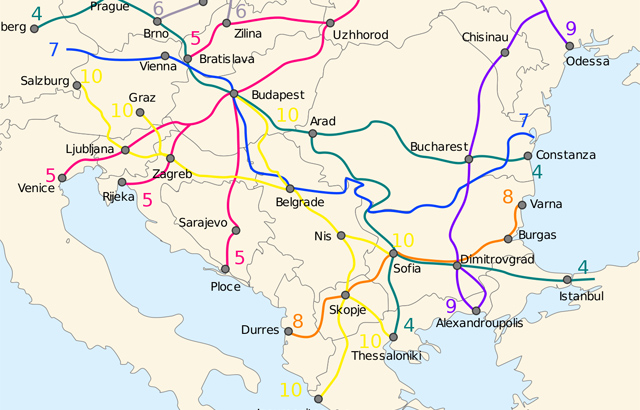 Prague
6
berg
4
Brno
6
Zilina
5
Uzhhorod
9
Chisinau
Odessa
7
Vienna
Bratislava
Salzburg
10
Graz
10
Budapest
10
Arad
7
Bucharest
Ljubljana
Zagreb
Constanza
4
Venice
5
Rijeka
5
Belgrade
8
Varna
Sarajevo
Nis
10
Burgas
5
Sofia
Dimitrovgrad
4
Ploce
Istanbul
Skopje
9
Alexandroupolis
Durres
8
4
10
Thessaloniki
10